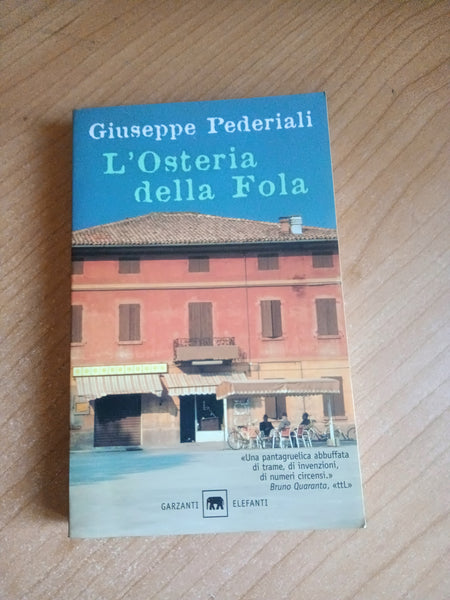 Giuseppe Pederiali
L'Osteria
della Fola
«Una pantagruelica abbuffata
di trame, di invenzioni,
di numeri circensi.»
Bruno Quaranta, «ttL»
GARZANTI ELEFANTI